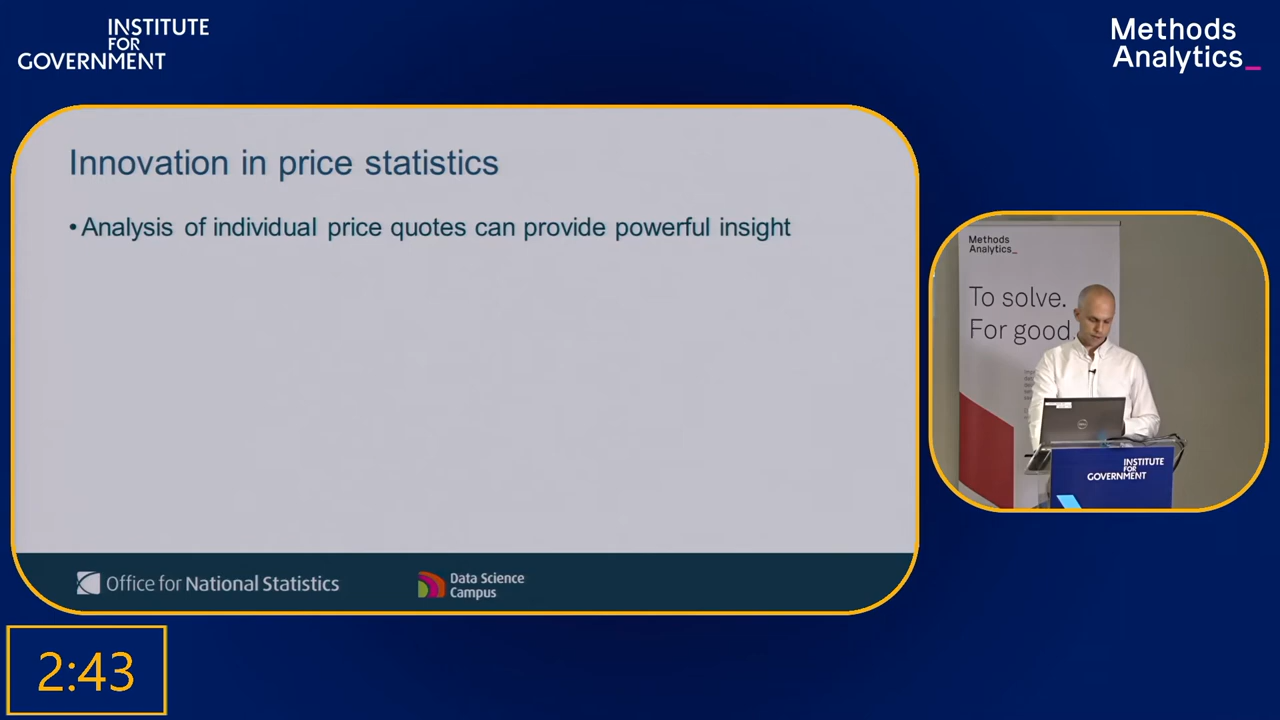 INSTITUTE
FOR
GOVERNMENT
Methods
Analytics_
Innovation in price statistics
• Analysis of individual price quotes can provide powerful insight
Office for National Statistics
Data Science
Campus
Methods
Analytics_
To solve.
For good.
DELL
INSTITUTE
FOR
GOVERNMENT
2:43